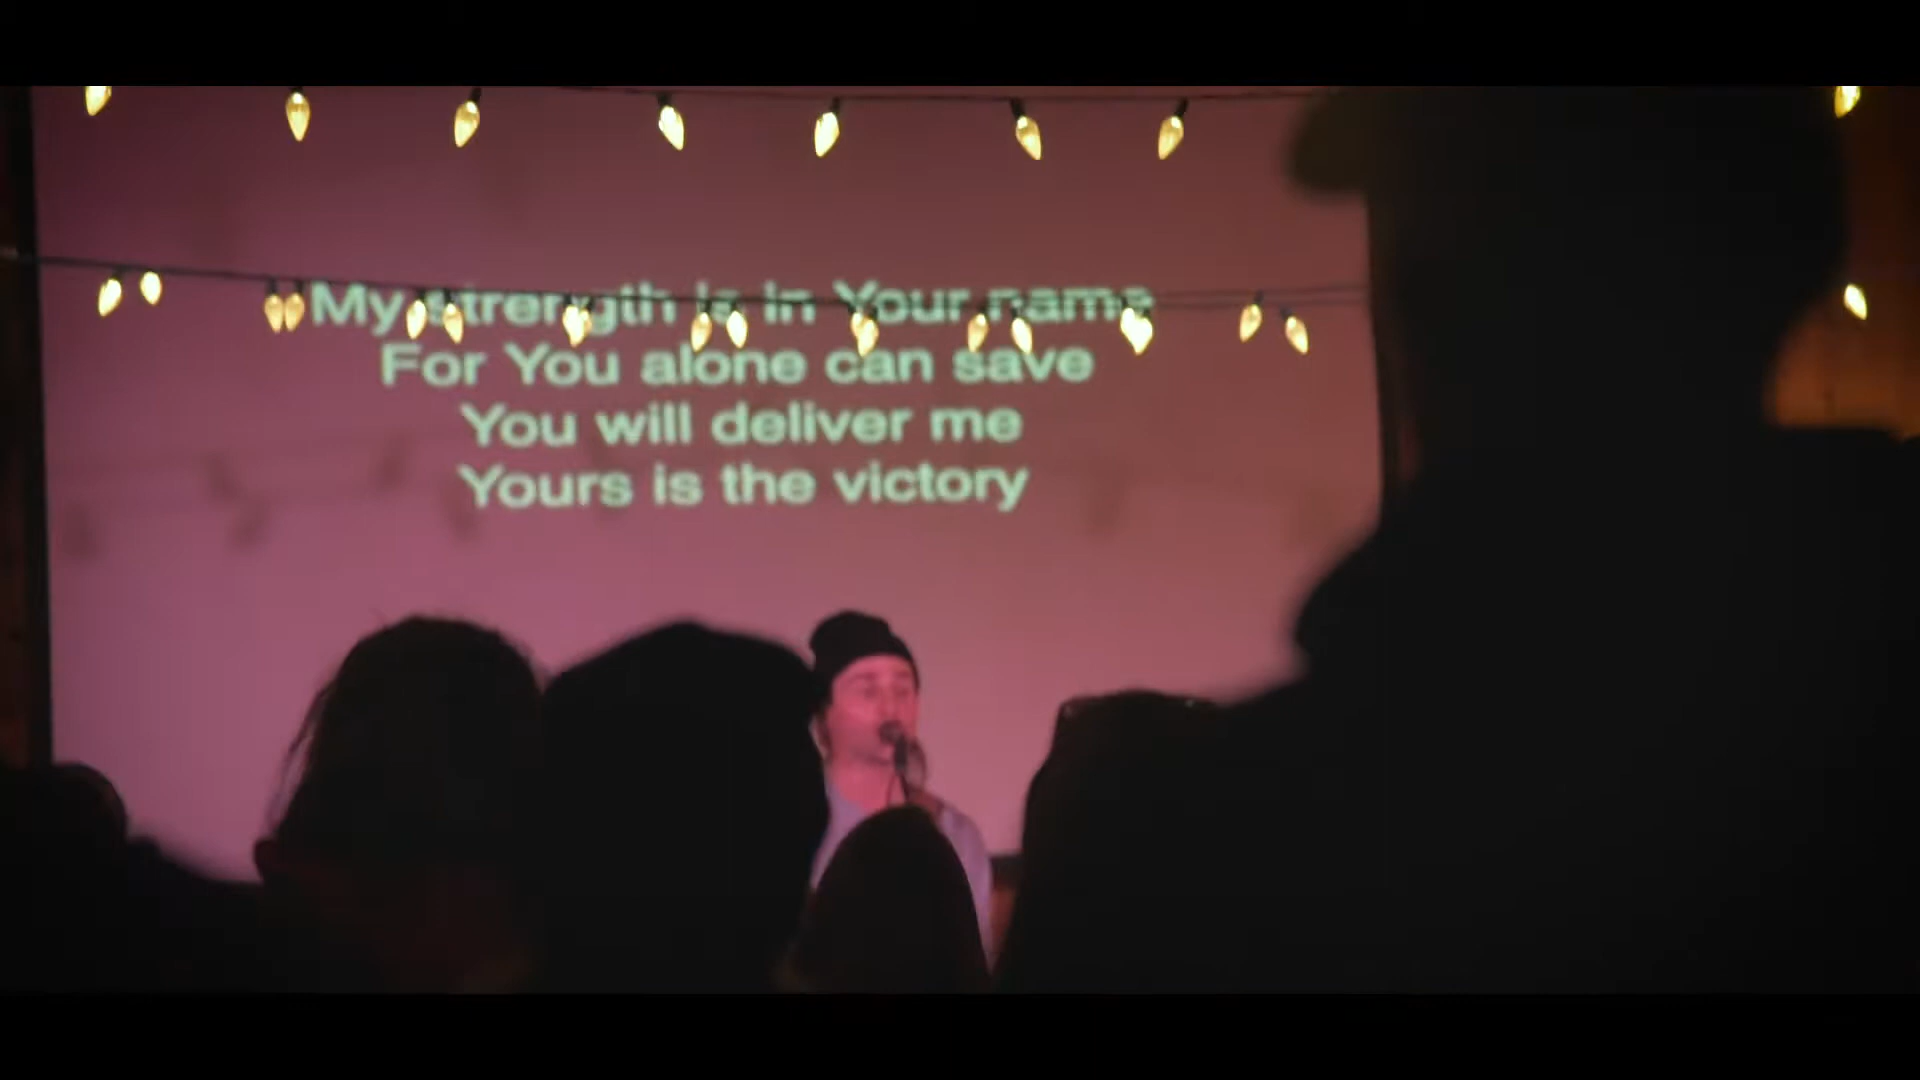 My strength is in Your name
For You alone can save
You will deliver me
Yours is the victory